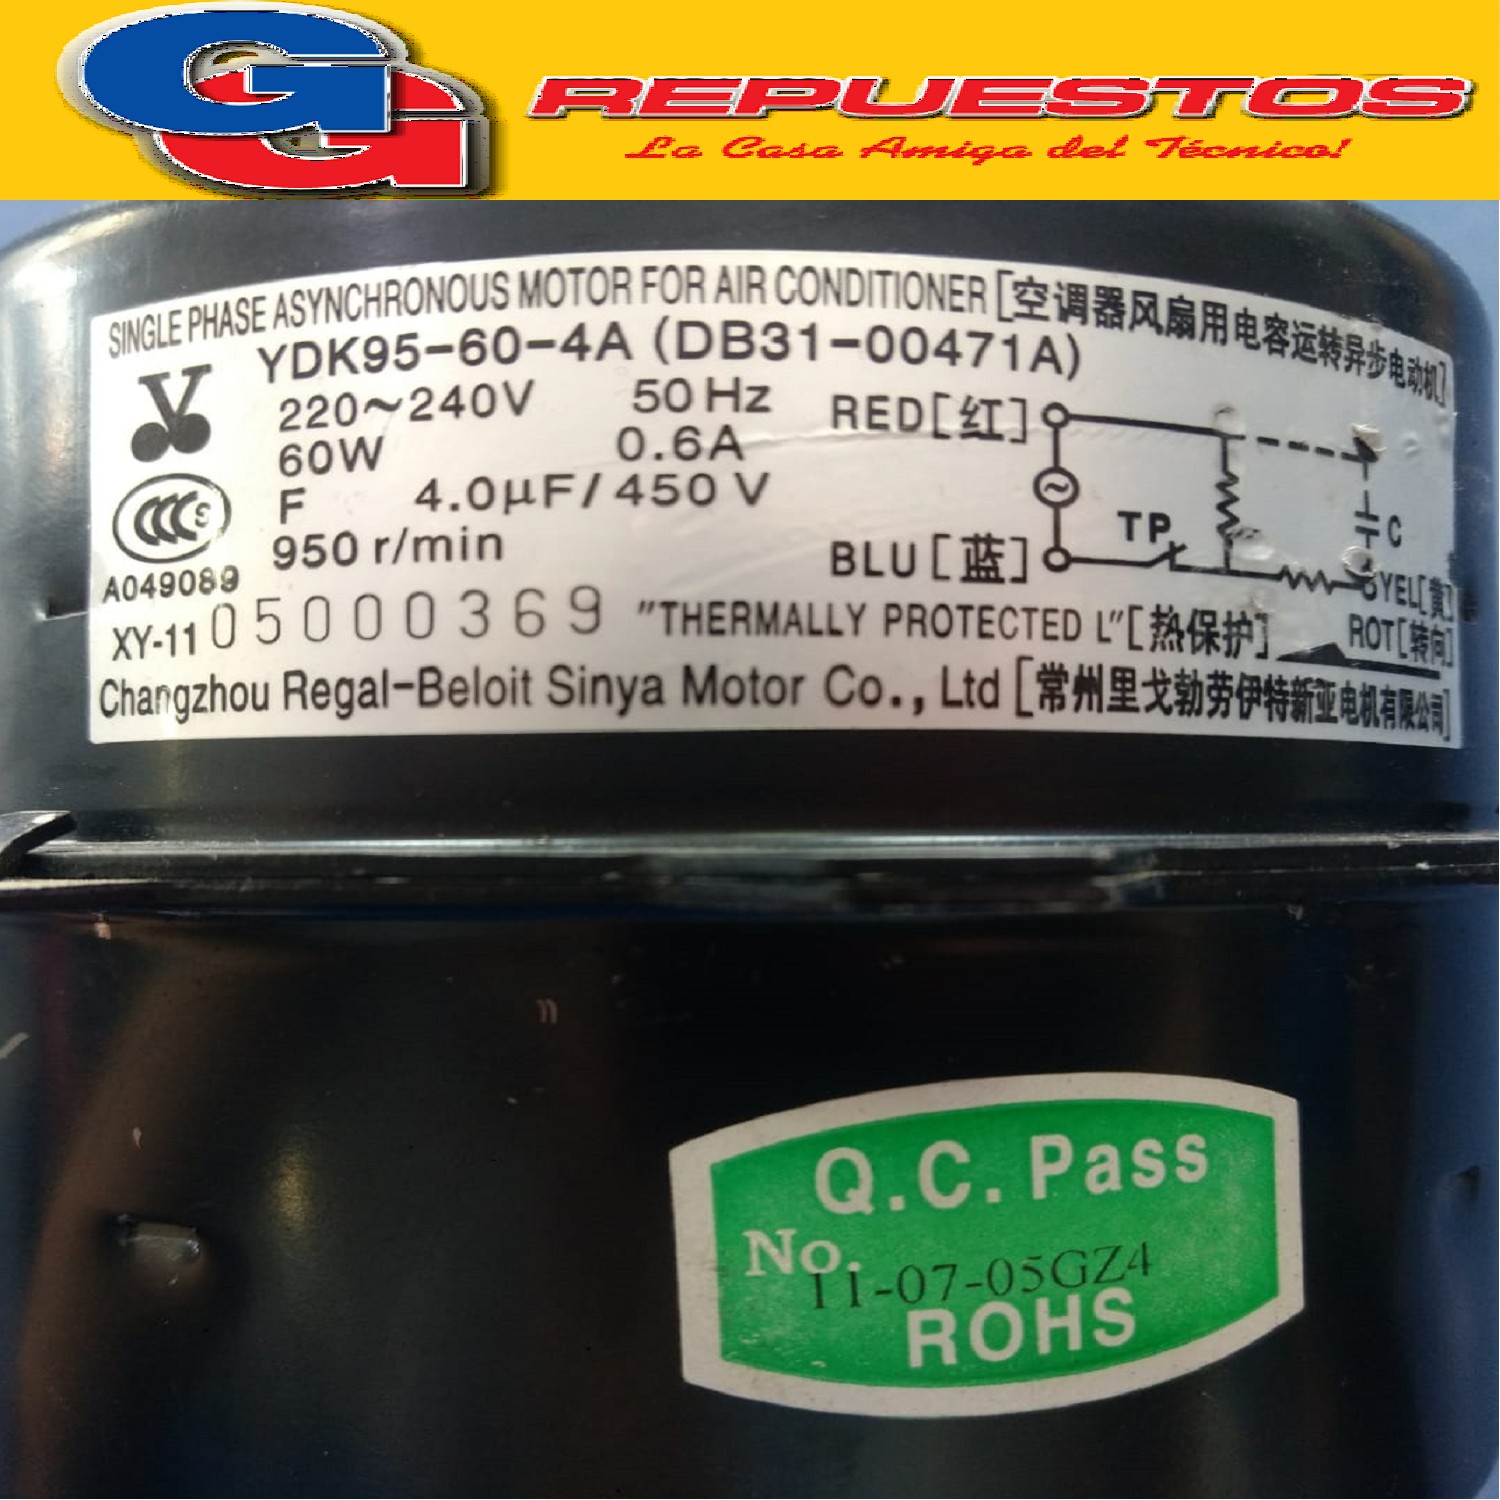 GG REPUESTOS
La Casa Amiga del Técnico!
SINGLE PHASE ASYNCHRONOUS MOTOR FOR AIR CONDITIONER [空调器风扇用电容运转异步电动机]
YDK95-60-4A (DB31-00471A)
220~240V 50 Hz
60W 0.6A
F 4.0μF/450 V
950 r/min
RED[红]
TP
C
BLU[蓝]
YEL[黄]
CCC S
A049089
XY-11 05000369 "THERMALLY PROTECTED L"[热保护]
ROT[转向]
Changzhou Regal-Beloit Sinya Motor Co., Ltd [常州里戈勃劳伊特新亚电机有限公司]
Q.C. Pass
No. 11-07-05GZ4
ROHS